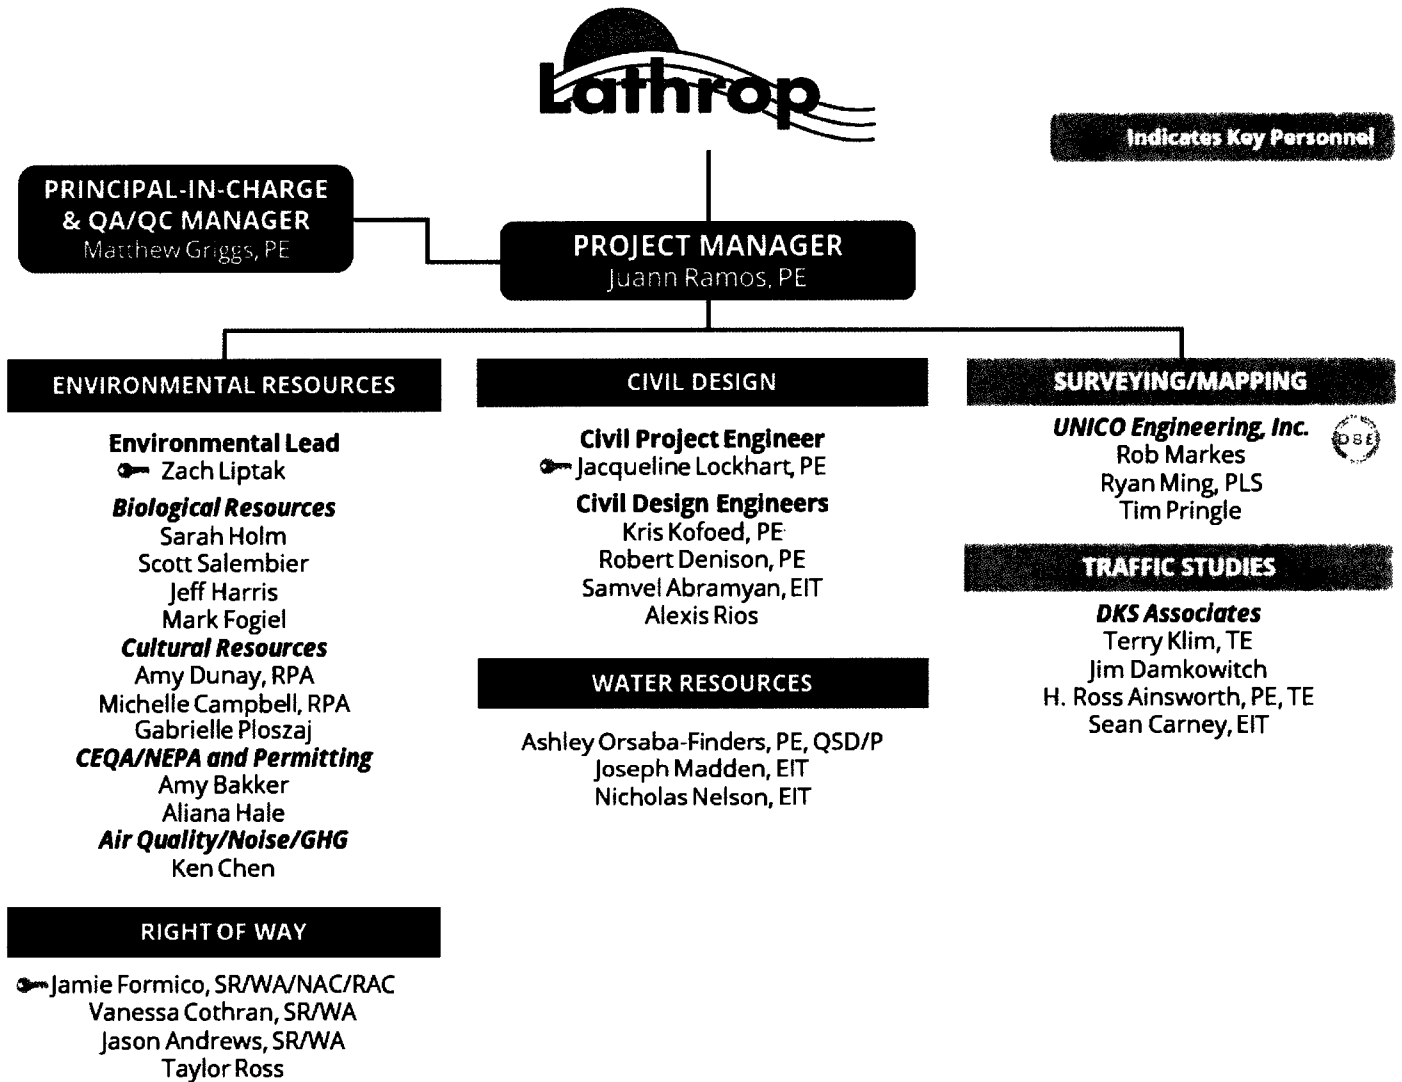 Lathrop
Indicates Key Personnel
PRINCIPAL-IN-CHARGE
& QA/QC MANAGER
Matthew Griggs, PE
PROJECT MANAGER
Juann Ramos, PE
ENVIRONMENTAL RESOURCES
Environmental Lead
Zach Liptak
Biological Resources
Sarah Holm
Scott Salembier
Jeff Harris
Mark Fogiel
Cultural Resources
Amy Dunay, RPA
Michelle Campbell, RPA
Gabrielle Ploszaj
CEQA/NEPA and Permitting
Amy Bakker
Aliana Hale
Air Quality/Noise/GHG
Ken Chen
RIGHT OF WAY
Jamie Formico, SR/WA/NAC/RAC
Vanessa Cothran, SR/WA
Jason Andrews, SR/WA
Taylor Ross
CIVIL DESIGN
Civil Project Engineer
Jacqueline Lockhart, PE
Civil Design Engineers
Kris Kofoed, PE
Robert Denison, PE
Samvel Abramyan, EIT
Alexis Rios
WATER RESOURCES
Ashley Orsaba-Finders, PE, QSD/P
Joseph Madden, EIT
Nicholas Nelson, EIT
SURVEYING/MAPPING
UNICO Engineering, Inc.
DBE
Rob Markes
Ryan Ming, PLS
Tim Pringle
TRAFFIC STUDIES
DKS Associates
Terry Klim, TE
Jim Damkowitch
H. Ross Ainsworth, PE, TE
Sean Carney, EIT